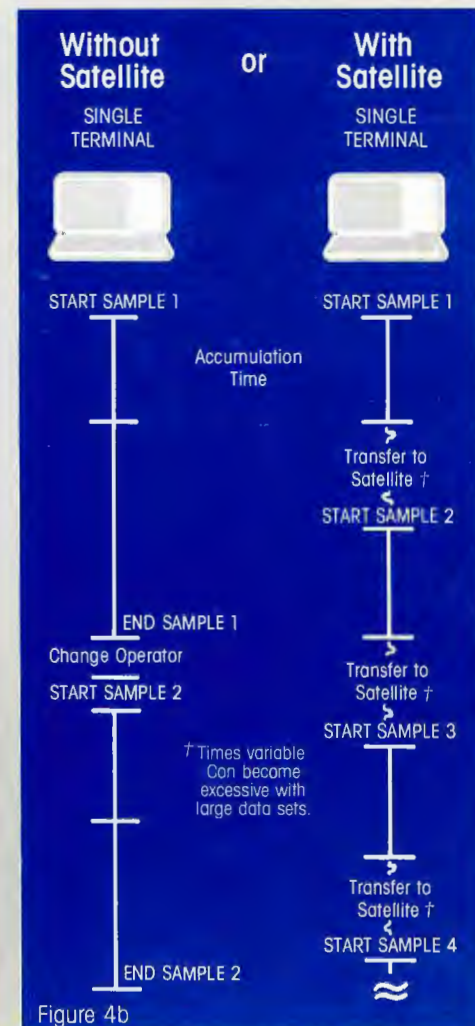 Without
Satellite
SINGLE
TERMINAL
START SAMPLE 1
END SAMPLE 1
Change Operator
START SAMPLE 2
END SAMPLE 2
or
Accumulation
Time
† Times variable
Can become
excessive with
large data sets.
With
Satellite
SINGLE
TERMINAL
START SAMPLE 1
Transfer to
Satellite †
START SAMPLE 2
Transfer to
Satellite †
START SAMPLE 3
Transfer to
Satellite †
START SAMPLE 4
Figure 4b